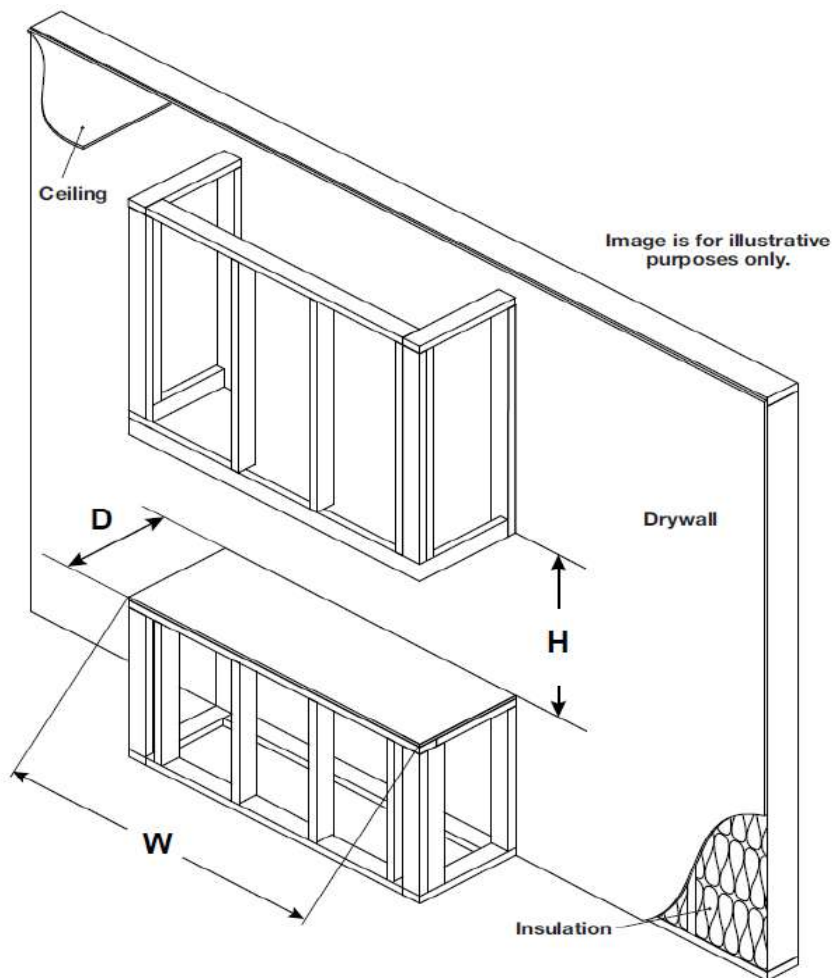 Ceiling
Image is for illustrative
purposes only.
D
Drywall
H
W
Insulation